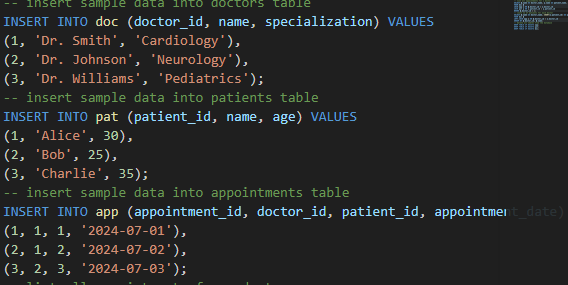 -- insert sample data into doctors table
INSERT INTO doc (doctor_id, name, specialization) VALUES
(1, 'Dr. Smith', 'Cardiology'),
(2, 'Dr. Johnson', 'Neurology'),
(3, 'Dr. Williams', 'Pediatrics');
-- insert sample data into patients table
INSERT INTO pat (patient_id, name, age) VALUES
(1, 'Alice', 30),
(2, 'Bob', 25),
(3, 'Charlie', 35);
-- insert sample data into appointments table
INSERT INTO app (appointment_id, doctor_id, patient_id, appointment_date)
(1, 1, 1, '2024-07-01'),
(2, 1, 2, '2024-07-02'),
(3, 2, 3, '2024-07-03');